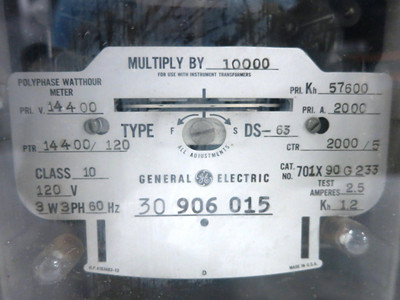 MULTIPLY BY 10000
FOR USE WITH INSTRUMENT TRANSFORMERS
POLYPHASE WATTHOUR
METER
PRI. V 14400
PRI. Kh 57600
PRI. A. 2000
TYPE F S DS-63
ALL ADJUSTMENTS
PTR 14400/120
CTR 2000/5
CLASS 10
GENERAL GE ELECTRIC
CAT. NO. 701X90G233
120 V
TEST AMPERES 2.5
3 W 3 PH 60 Hz
30 906 015
Kh 1.2
MADE IN U.S.A.